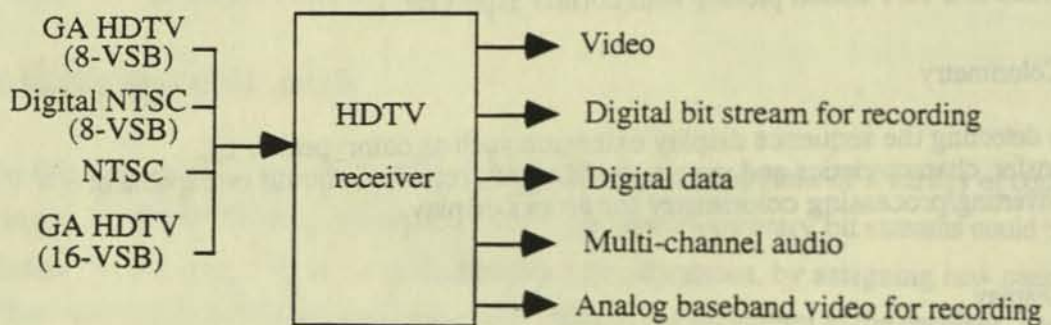 GA HDTV
(8-VSB)
Digital NTSC
(8-VSB)
NTSC
GA HDTV
(16-VSB)
HDTV
receiver
Video
Digital bit stream for recording
Digital data
Multi-channel audio
Analog baseband video for recording